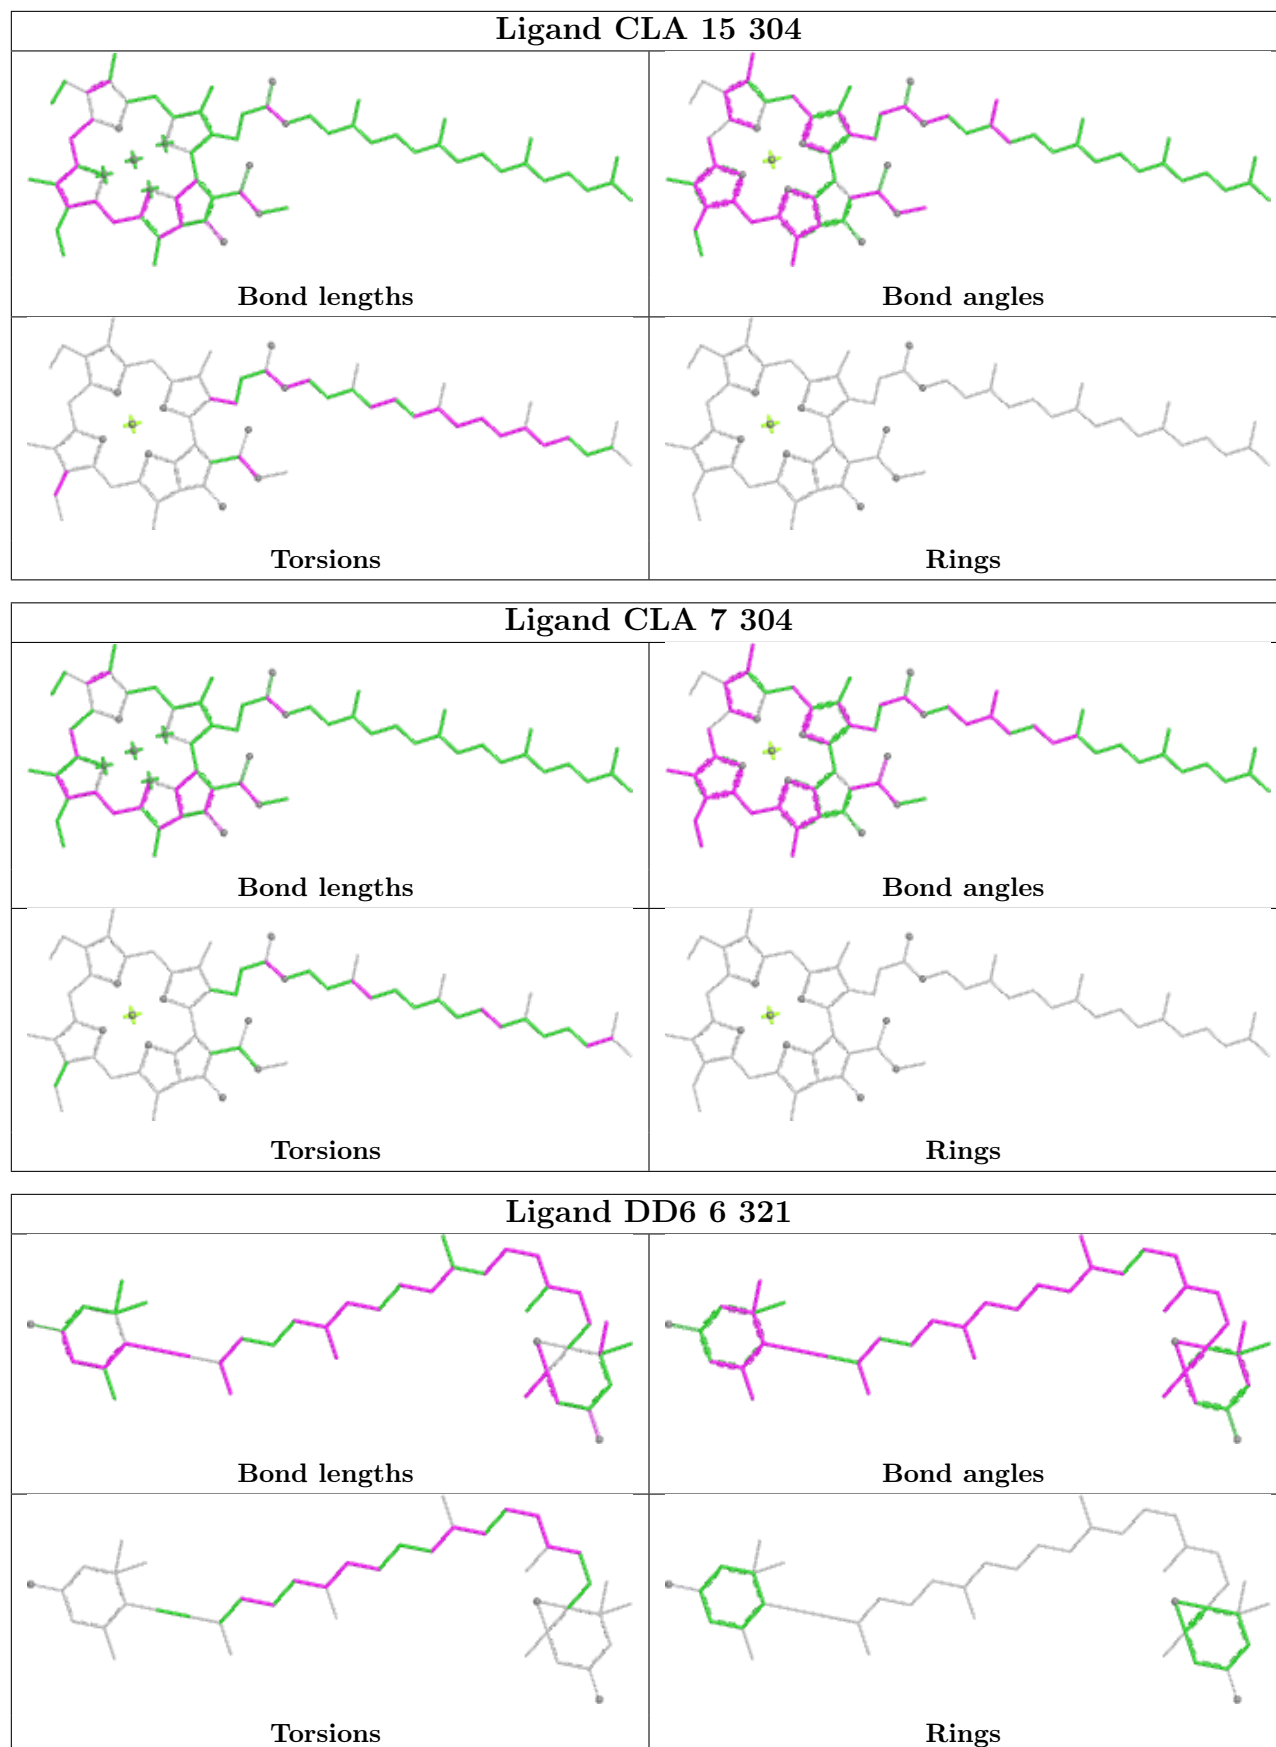 Ligand CLA 15 304
Bond lengths
Bond angles
Torsions
Rings
Ligand CLA 7 304
Bond lengths
Bond angles
Torsions
Rings
Ligand DD6 6 321
Bond lengths
Bond angles
Torsions
Rings